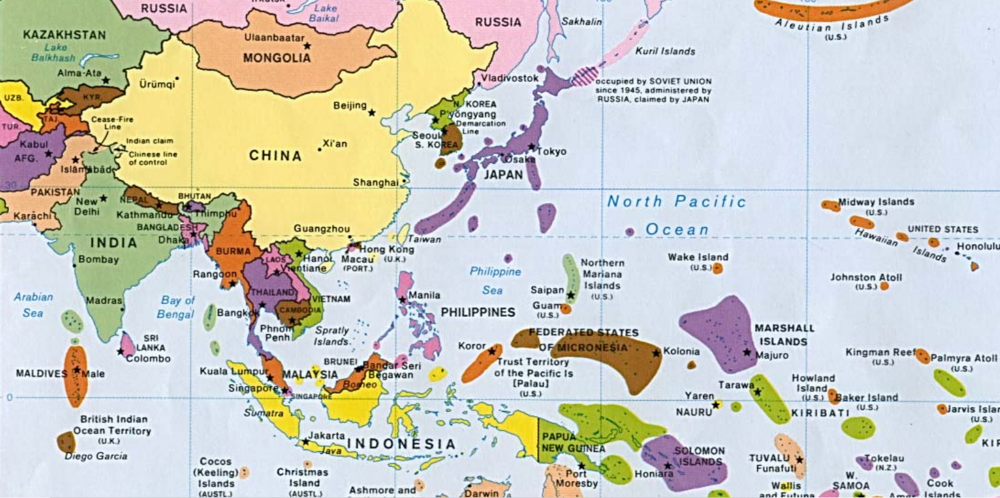 RUSSIA
Irkutsk
Lake
Baikal
RUSSIA
Sakhalin
Aleutian Islands
(U.S.)
KAZAKHSTAN
Lake
Balkhash
Alma-Ata
Ulaanbaatar
MONGOLIA
Kuril Islands
Ürümqi
Vladivostok
occupied by SOVIET UNION
since 1945, administered by
RUSSIA, claimed by JAPAN
UZB.
KYR.
Beijing
N. KOREA
P'yŏngyang
Demarcation
Line
TAJ.
TUR.
Cease-Fire
Line
Seoul
S. KOREA
Kabul
AFG.
Indian claim
Chinese line
of control
Xi'an
CHINA
Tokyo
Ōsaka
JAPAN
Islāmābād
Shanghai
30
PAKISTAN
New
Delhi
NEPAL
BHUTAN
Kathmandu
Thimphu
North Pacific
Ocean
Midway Islands
(U.S.)
Karāchi
BANGLADESH
Dhaka
Guangzhou
Taiwan
UNITED STATES
Hawaiian
Islands
Honolulu
INDIA
BURMA
Hong Kong
(U.K.)
Macau
(PORT.)
Bombay
LAOS
Hanoi
Vientiane
Rangoon
Philippine
Sea
Northern
Mariana
Islands
(U.S.)
Wake Island
(U.S.)
Johnston Atoll
(U.S.)
Arabian
Sea
Madras
Bay of
Bengal
THAILAND
VIETNAM
Manila
Saipan
Guam
(U.S.)
Bangkok
CAMBODIA
Phnom
Penh
Spratly
Islands
PHILIPPINES
FEDERATED STATES
OF MICRONESIA
MARSHALL
ISLANDS
Majuro
SRI
LANKA
Colombo
Koror
Kolonia
Kingman Reef
(U.S.)
Palmyra Atoll
(U.S.)
MALDIVES
Male
Kuala Lumpur
MALAYSIA
BRUNEI
Bandar Seri
Begawan
Trust Territory
of the Pacific Is
[Palau]
(U.S.)
Borneo
Singapore
SINGAPORE
Tarawa
Howland
Island
(U.S.)
Baker Island
(U.S.)
0
Yaren
NAURU
KIRIBATI
Jarvis Islan
(U.S.)
Sumatra
British Indian
Ocean Territory
(U.K.)
Diego Garcia
Jakarta
Java
INDONESIA
PAPUA
NEW GUINEA
SOLOMON
ISLANDS
Port
Moresby
Honiara
TUVALU
Funafuti
Tokelau
(N.Z.)
KIR
Cocos
(Keeling)
Islands
(AUSTL.)
Christmas
Island
(AUSTL.)
Ashmore and
Darwin
Wallis
and Futuna
W.
SAMOA
Amer
Cook
Islands